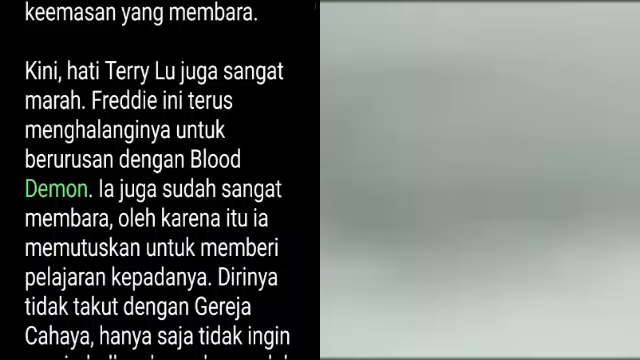 keemasan yang membara.
Kini, hati Terry Lu juga sangat
marah. Freddie ini terus
menghalanginya untuk
berurusan dengan Blood
Demon. Ia juga sudah sangat
membara, oleh karena itu ia
memutuskan untuk memberi
pelajaran kepadanya. Dirinya
tidak takut dengan Gereja
Cahaya, hanya saja tidak ingin